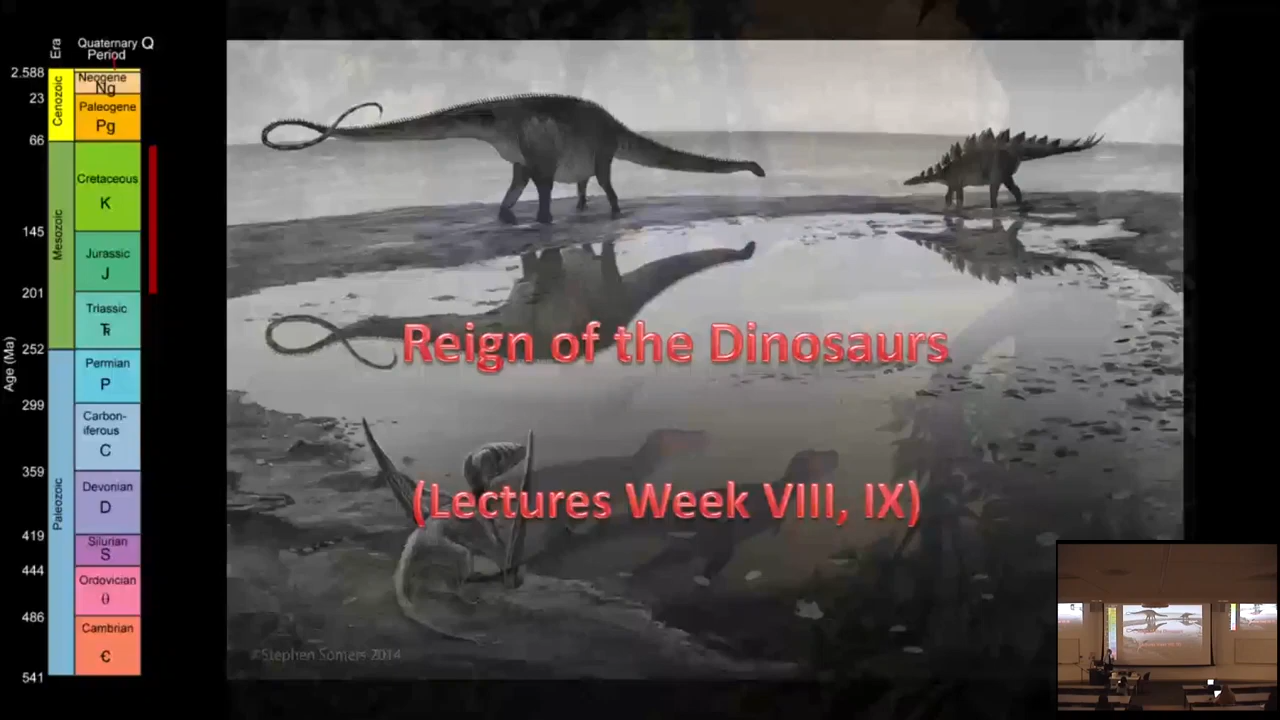 Era
Quaternary Q
Period
2.588
Neogene
Ng
23
Cenozoic
Paleogene
Pg
66
Cretaceous
K
Mesozoic
145
Jurassic
J
201
Triassic
TR
252
Age (Ma)
Permian
P
299
Carbon-
iferous
C
359
Paleozoic
Devonian
D
419
Silurian
S
444
Ordovician
O
486
Cambrian
Є
541
Reign of the Dinosaurs
(Lectures Week VIII, IX)
©Stephen Somers 2014